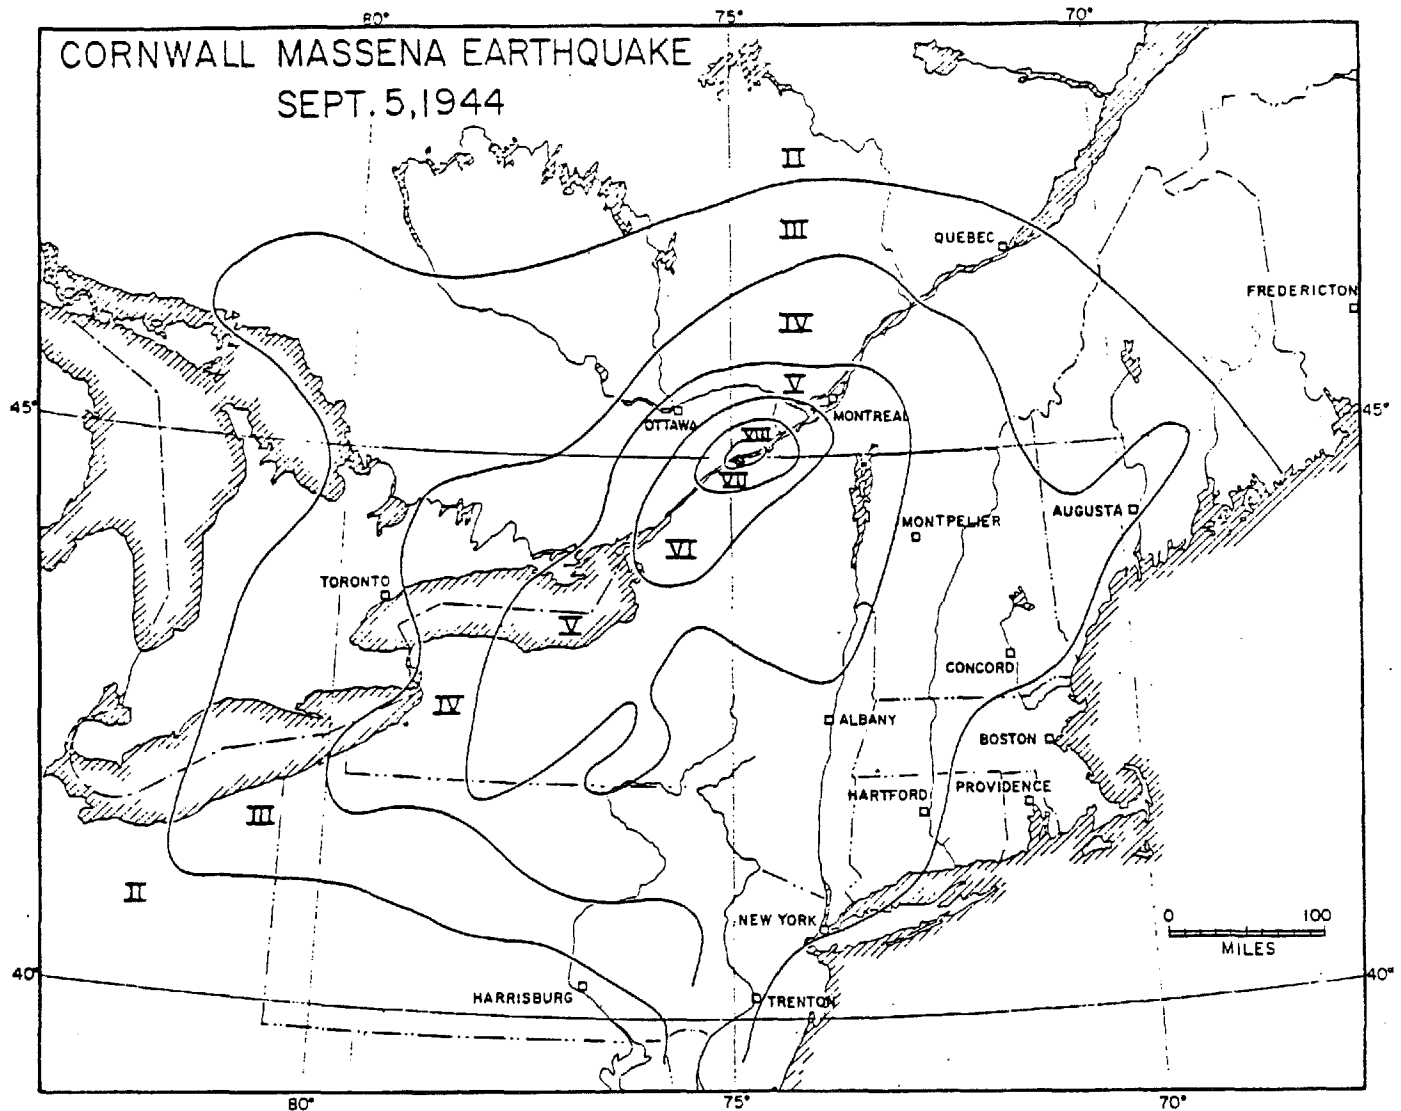 80° 75° 70°
CORNWALL MASSENA EARTHQUAKE
SEPT. 5, 1944
II
III
QUEBEC
FREDERICTON
IV
V
45° 45°
MONTREAL
OTTAWA
VIII
VII
AUGUSTA
MONTPELIER
VI
TORONTO
V
CONCORD
IV
ALBANY
BOSTON
HARTFORD PROVIDENCE
III
II
NEW YORK
0 100
MILES
40° 40°
HARRISBURG TRENTON
80° 75° 70°